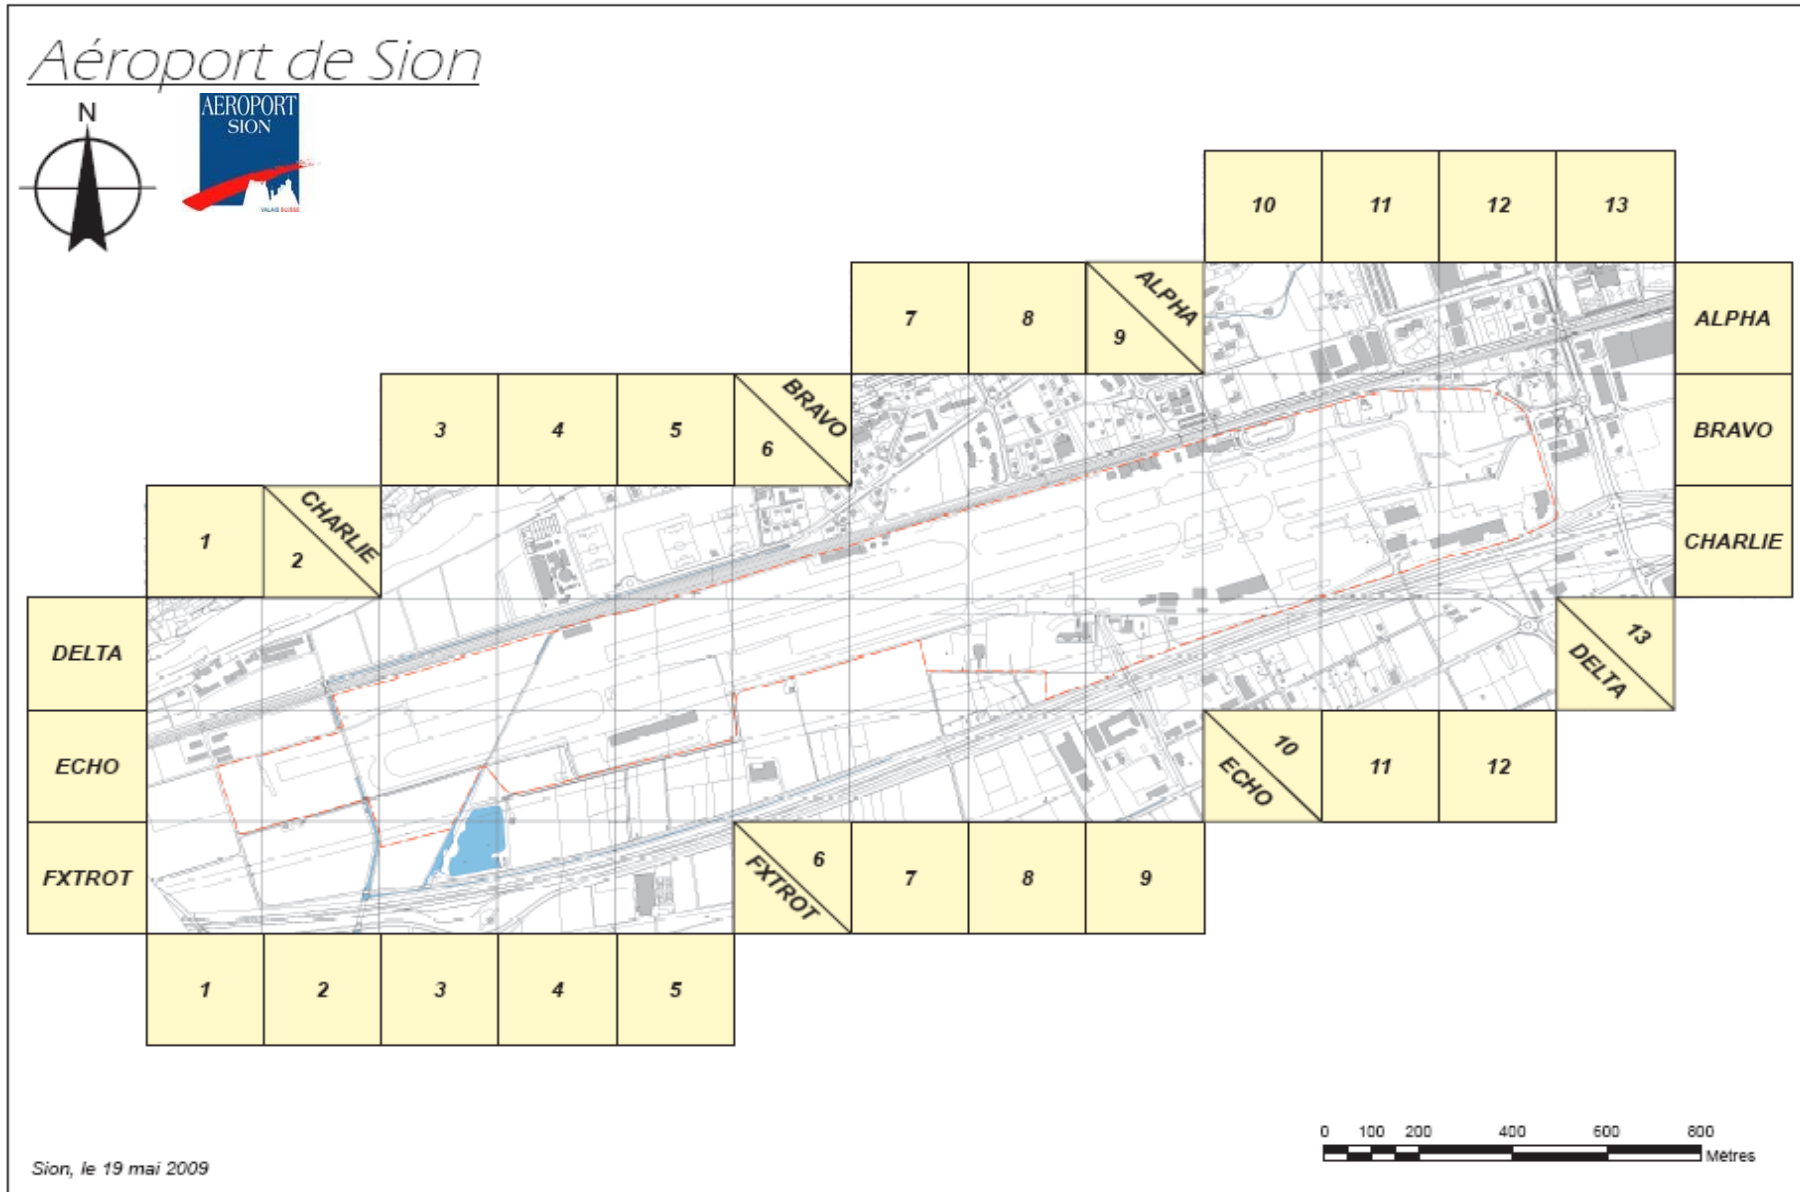 Aéroport de Sion
N
AEROPORT
SION
VALAIS SUISSE
10 11 12 13
7 8 9 ALPHA ALPHA
3 4 5 6 BRAVO BRAVO
1 2 CHARLIE CHARLIE
DELTA 13 DELTA
ECHO 10 ECHO 11 12
FXTROT 6 FXTROT 7 8 9
1 2 3 4 5
0 100 200 400 600 800
Mètres
Sion, le 19 mai 2009